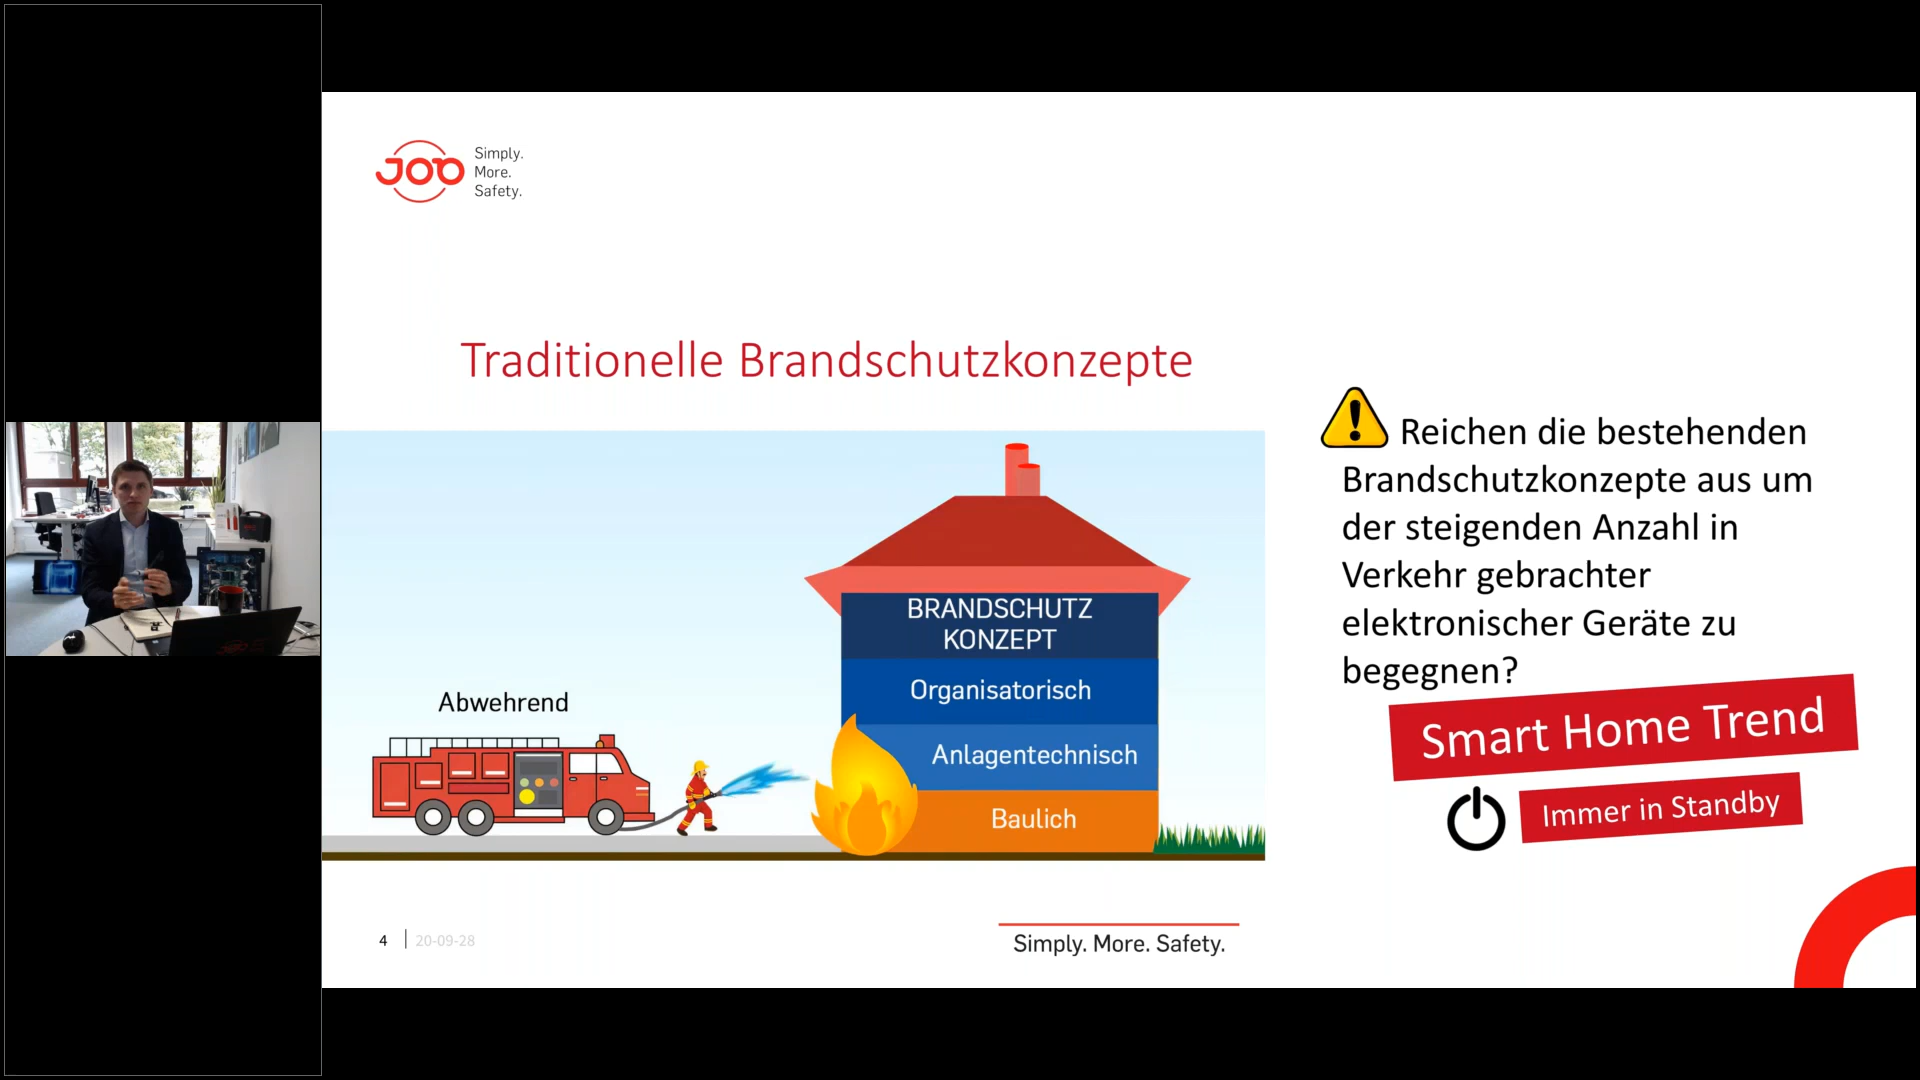 JOB
Simply.
More.
Safety.
Traditionelle Brandschutzkonzepte
Abwehrend
BRANDSCHUTZ
KONZEPT
Organisatorisch
Anlagentechnisch
Baulich
Reichen die bestehenden
Brandschutzkonzepte aus um
der steigenden Anzahl in
Verkehr gebrachter
elektronischer Geräte zu
begegnen?
Smart Home Trend
Immer in Standby
4
20-09-28
Simply. More. Safety.